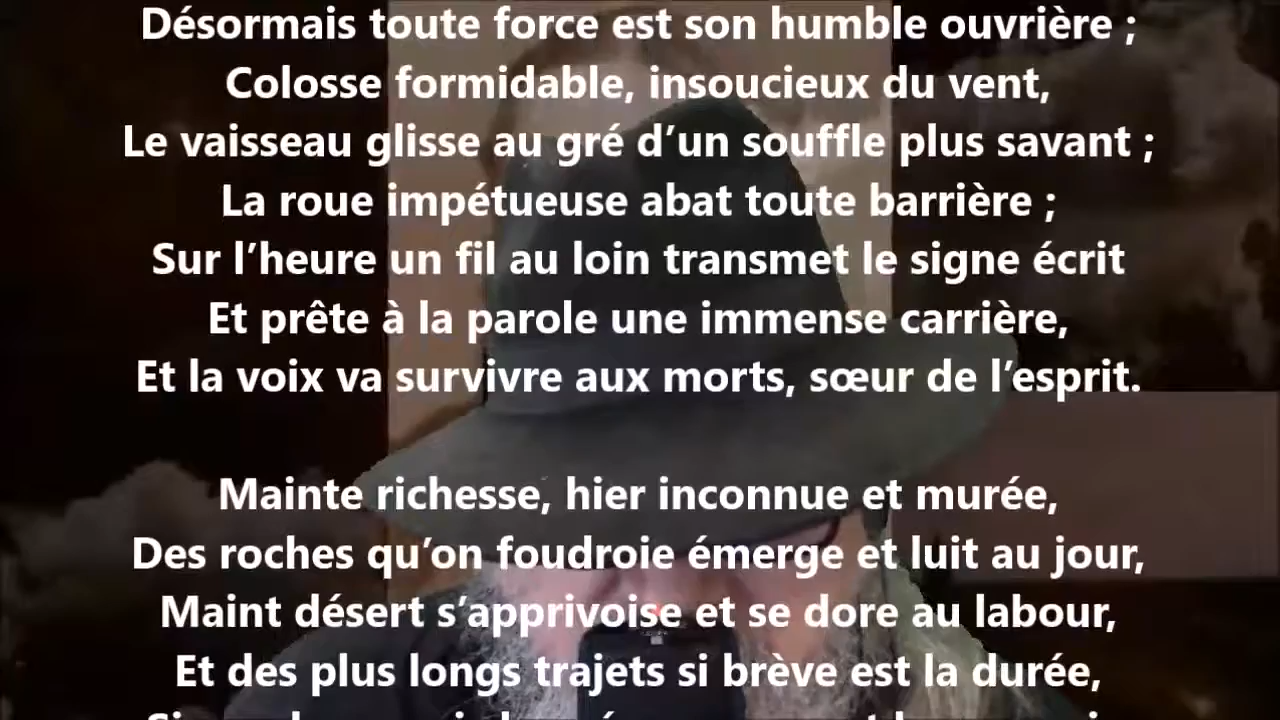 Désormais toute force est son humble ouvrière ;
Colosse formidable, insoucieux du vent,
Le vaisseau glisse au gré d’un souffle plus savant ;
La roue impétueuse abat toute barrière ;
Sur l’heure un fil au loin transmet le signe écrit
Et prête à la parole une immense carrière,
Et la voix va survivre aux morts, sœur de l’esprit.
Mainte richesse, hier inconnue et murée,
Des roches qu’on foudroie émerge et luit au jour,
Maint désert s’apprivoise et se dore au labour,
Et des plus longs trajets si brève est la durée,